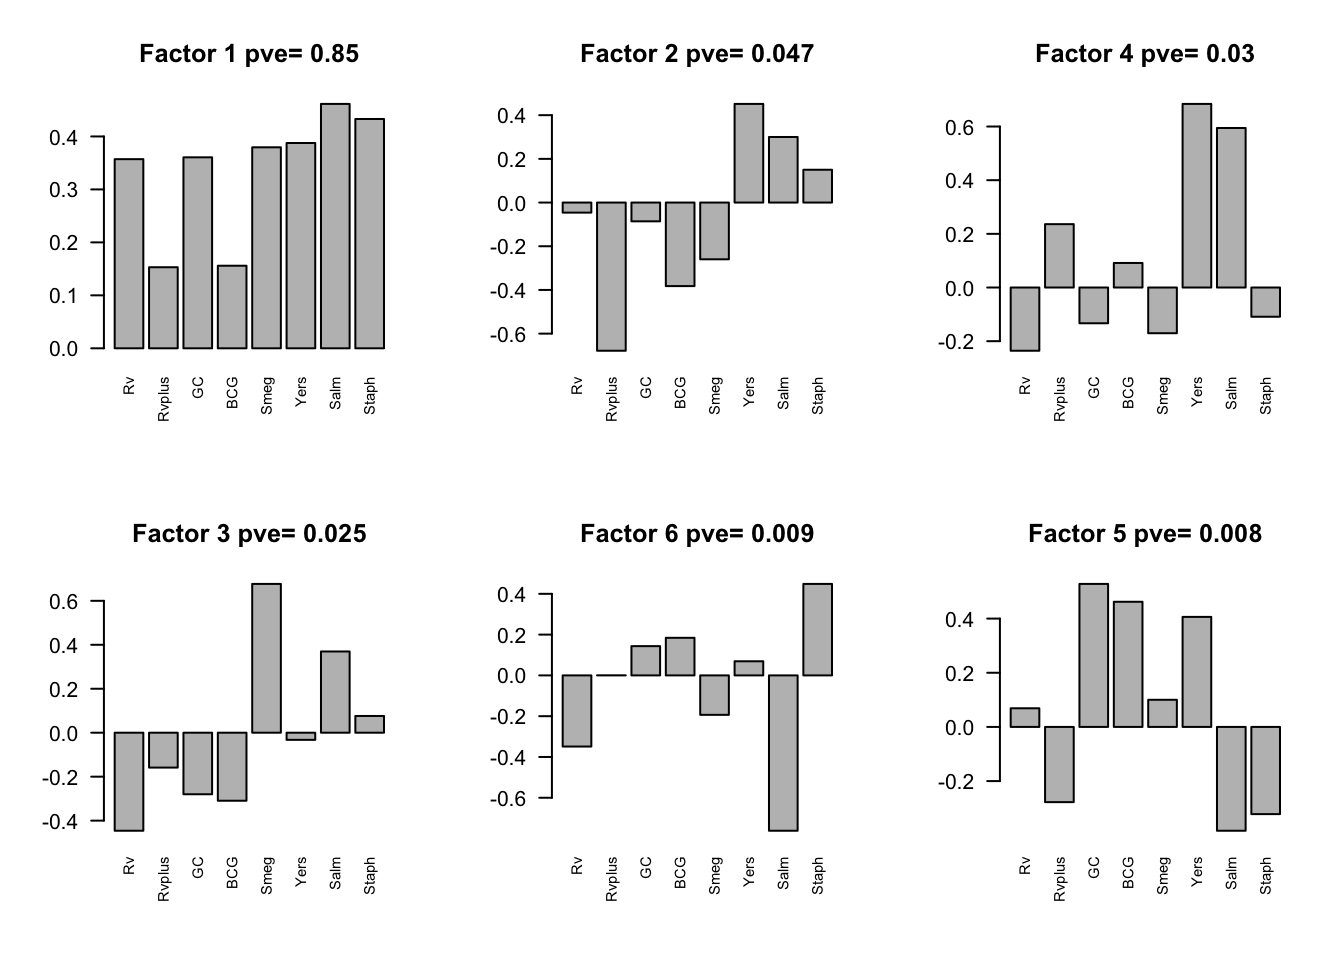 Factor 1 pve= 0.85
0.4
0.3
0.2
0.1
0.0
Rv
Rvplus
GC
BCG
Smeg
Yers
Salm
Staph
Factor 2 pve= 0.047
0.4
0.2
0.0
-0.2
-0.4
-0.6
Rv
Rvplus
GC
BCG
Smeg
Yers
Salm
Staph
Factor 4 pve= 0.03
0.6
0.4
0.2
0.0
-0.2
Rv
Rvplus
GC
BCG
Smeg
Yers
Salm
Staph
Factor 3 pve= 0.025
0.6
0.4
0.2
0.0
-0.2
-0.4
Rv
Rvplus
GC
BCG
Smeg
Yers
Salm
Staph
Factor 6 pve= 0.009
0.4
0.2
0.0
-0.2
-0.4
-0.6
Rv
Rvplus
GC
BCG
Smeg
Yers
Salm
Staph
Factor 5 pve= 0.008
0.4
0.2
0.0
-0.2
Rv
Rvplus
GC
BCG
Smeg
Yers
Salm
Staph